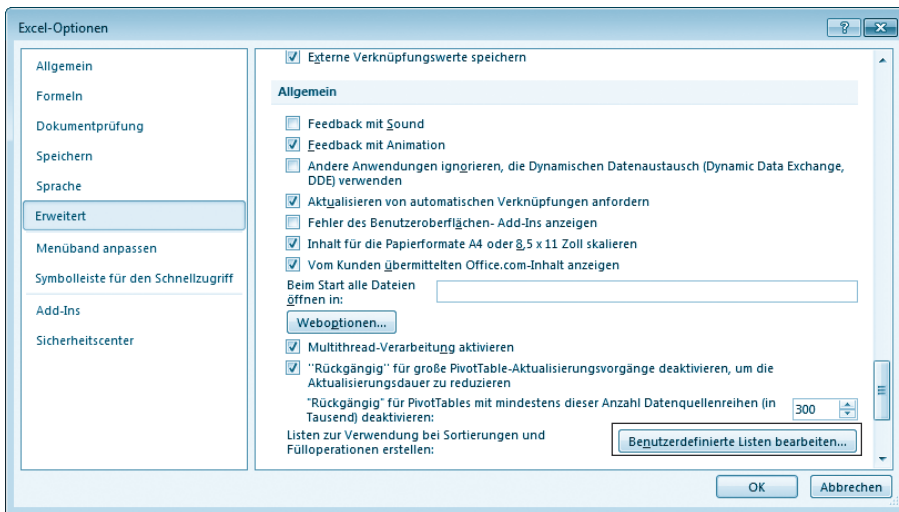 Excel-Optionen
Allgemein
Formeln
Dokumentprüfung
Speichern
Sprache
Erweitert
Menüband anpassen
Symbolleiste für den Schnellzugriff
Add-Ins
Sicherheitscenter
Externe Verknüpfungswerte speichern
Allgemein
Feedback mit Sound
Feedback mit Animation
Andere Anwendungen ignorieren, die Dynamischen Datenaustausch (Dynamic Data Exchange,
DDE) verwenden
Aktualisieren von automatischen Verknüpfungen anfordern
Fehler des Benutzeroberflächen- Add-Ins anzeigen
Inhalt für die Papierformate A4 oder 8,5 x 11 Zoll skalieren
Vom Kunden übermittelten Office.com-Inhalt anzeigen
Beim Start alle Dateien
öffnen in:
Weboptionen...
Multithread-Verarbeitung aktivieren
"Rückgängig" für große PivotTable-Aktualisierungsvorgänge deaktivieren, um die
Aktualisierungsdauer zu reduzieren
"Rückgängig" für PivotTables mit mindestens dieser Anzahl Datenquellenreihen (in
Tausend) deaktivieren:
300
Listen zur Verwendung bei Sortierungen und
Fülloperationen erstellen:
Benutzerdefinierte Listen bearbeiten...
OK
Abbrechen